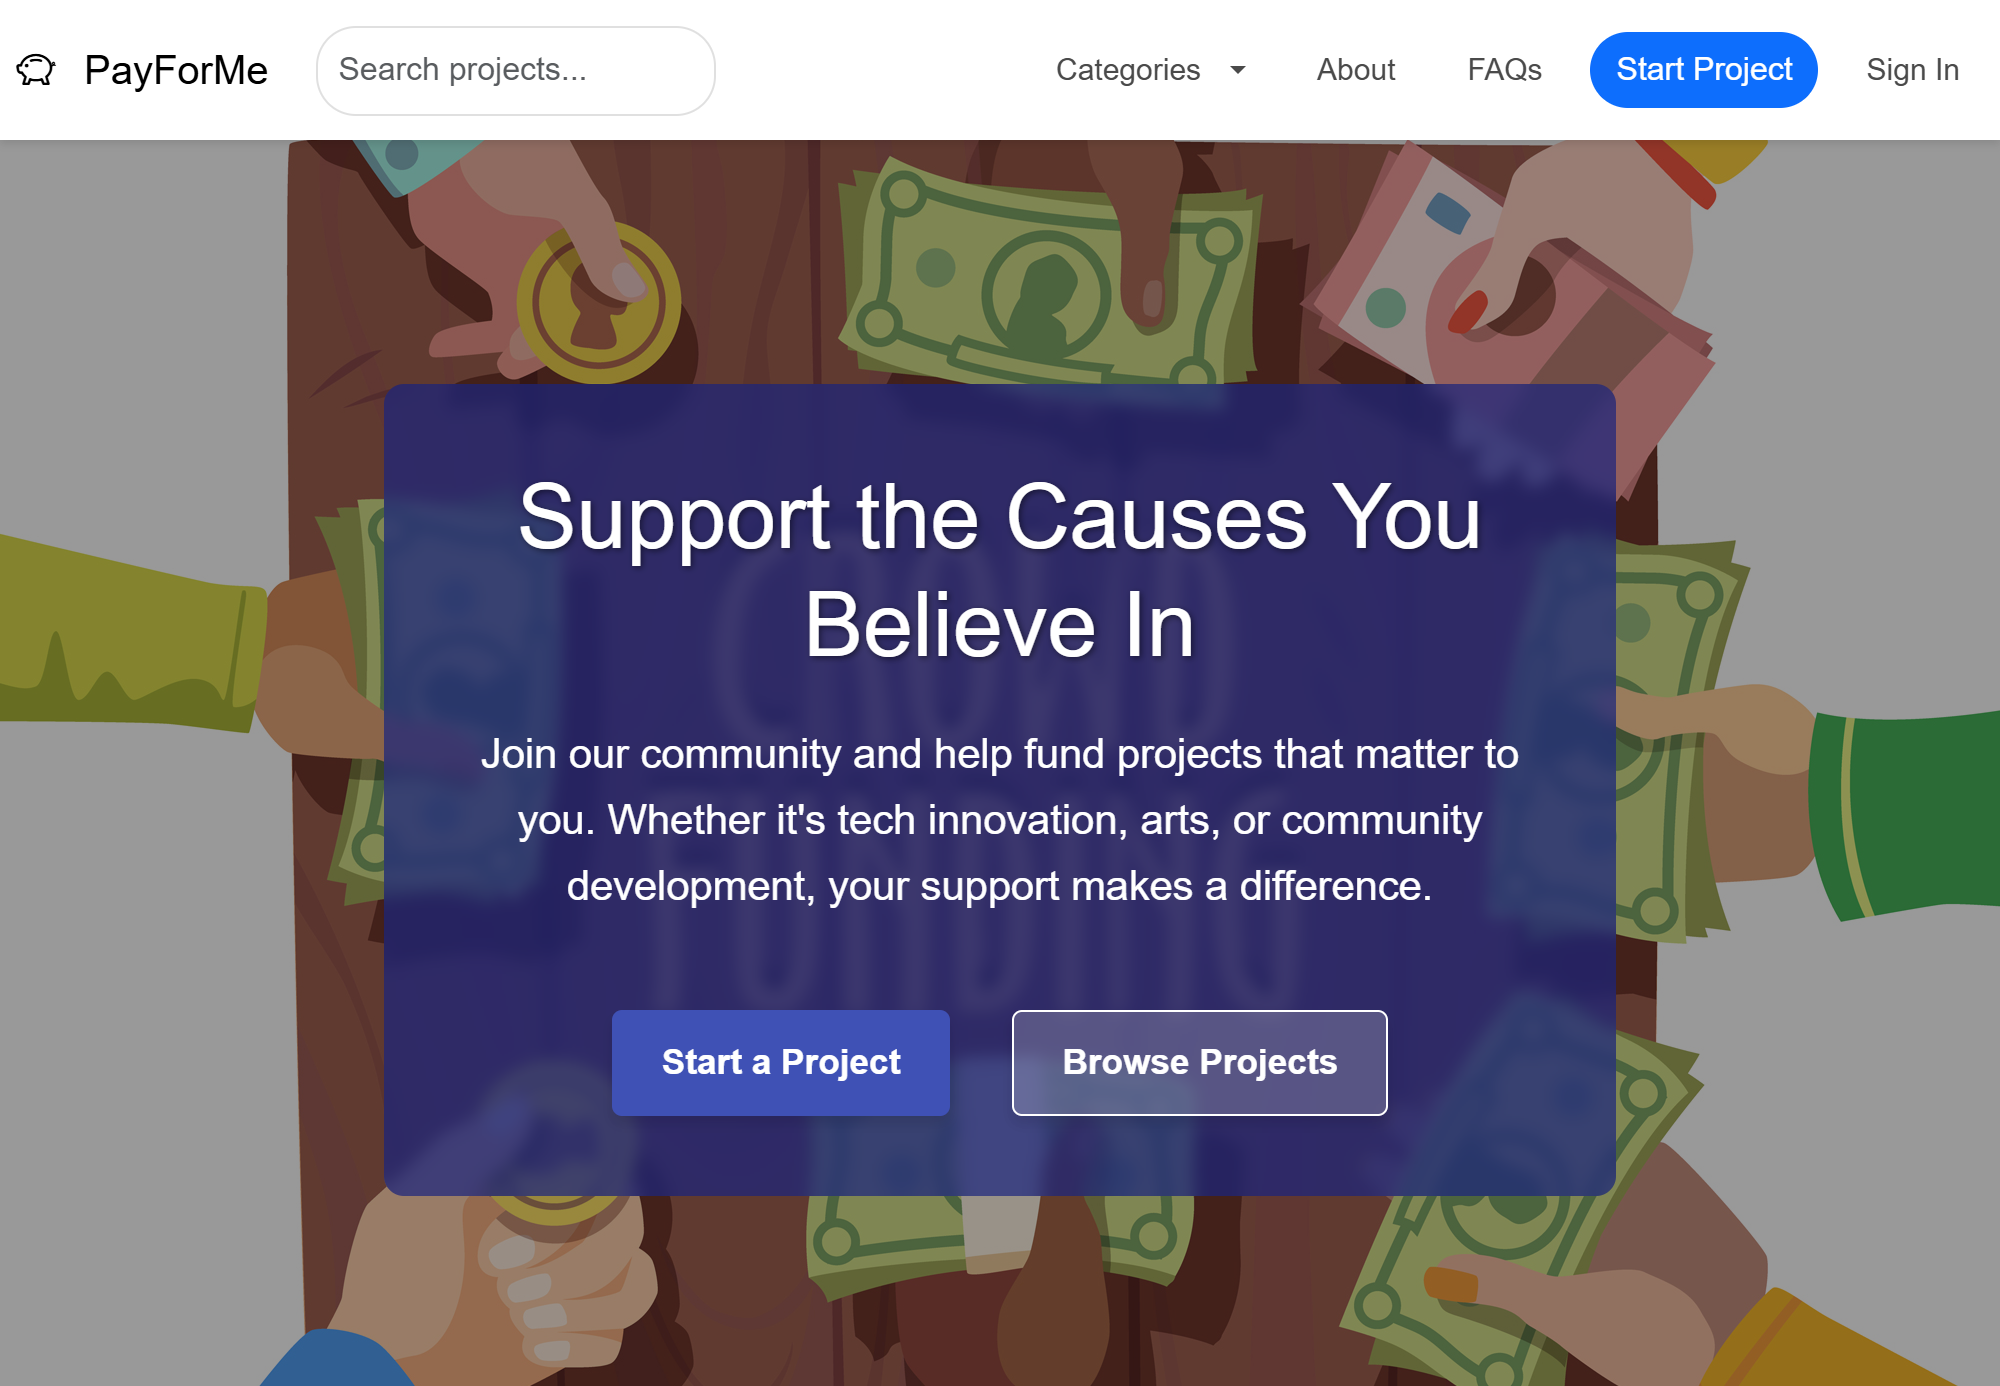 PayForMe
Search projects...
Categories
About
FAQs
Start Project
Sign In
Support the Causes You
Believe In
Join our community and help fund projects that matter to
you. Whether it's tech innovation, arts, or community
development, your support makes a difference.
CROWD
FUNDING
Start a Project
Browse Projects